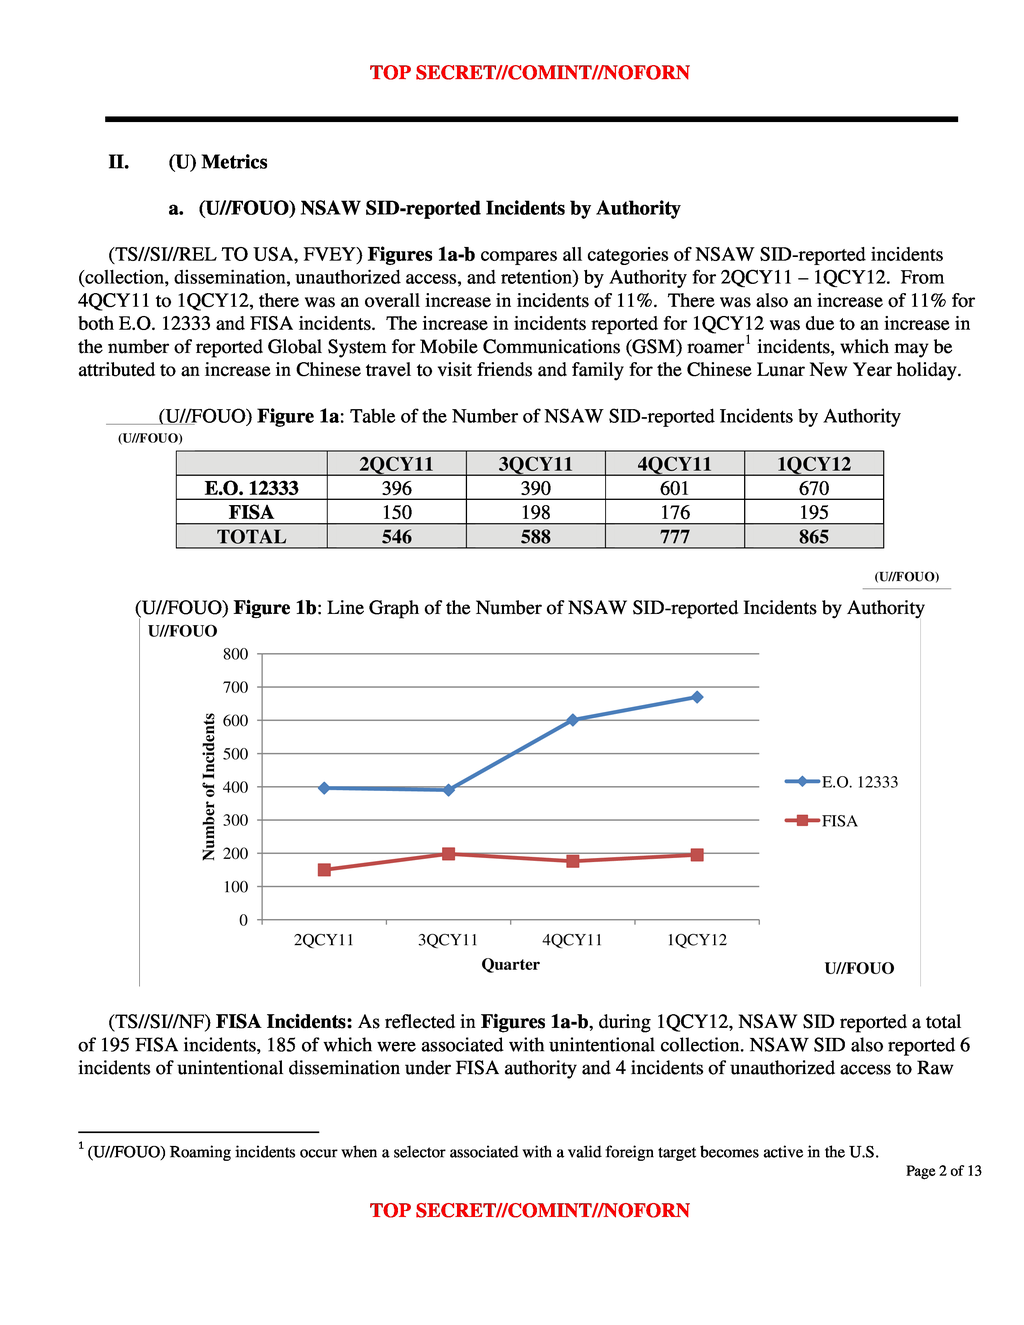 TOP SECRET//COMINT//NOFORN
II. (U) Metrics
a. (U//FOUO) NSAW SID-reported Incidents by Authority
(TS//SI//REL TO USA, FVEY) Figures 1a-b compares all categories of NSAW SID-reported incidents
(collection, dissemination, unauthorized access, and retention) by Authority for 2QCY11 – 1QCY12. From
4QCY11 to 1QCY12, there was an overall increase in incidents of 11%. There was also an increase of 11% for
both E.O. 12333 and FISA incidents. The increase in incidents reported for 1QCY12 was due to an increase in
the number of reported Global System for Mobile Communications (GSM) roamer1 incidents, which may be
attributed to an increase in Chinese travel to visit friends and family for the Chinese Lunar New Year holiday.
(U//FOUO) Figure 1a: Table of the Number of NSAW SID-reported Incidents by Authority
(U//FOUO)
2QCY11 3QCY11 4QCY11 1QCY12
E.O. 12333 396 390 601 670
FISA 150 198 176 195
TOTAL 546 588 777 865
(U//FOUO)
(U//FOUO) Figure 1b: Line Graph of the Number of NSAW SID-reported Incidents by Authority
U//FOUO
800
700
600
500
400
300
200
100
0
Number of Incidents
2QCY11 3QCY11 4QCY11 1QCY12
Quarter
E.O. 12333
FISA
U//FOUO
(TS//SI//NF) FISA Incidents: As reflected in Figures 1a-b, during 1QCY12, NSAW SID reported a total
of 195 FISA incidents, 185 of which were associated with unintentional collection. NSAW SID also reported 6
incidents of unintentional dissemination under FISA authority and 4 incidents of unauthorized access to Raw
1 (U//FOUO) Roaming incidents occur when a selector associated with a valid foreign target becomes active in the U.S.
Page 2 of 13
TOP SECRET//COMINT//NOFORN